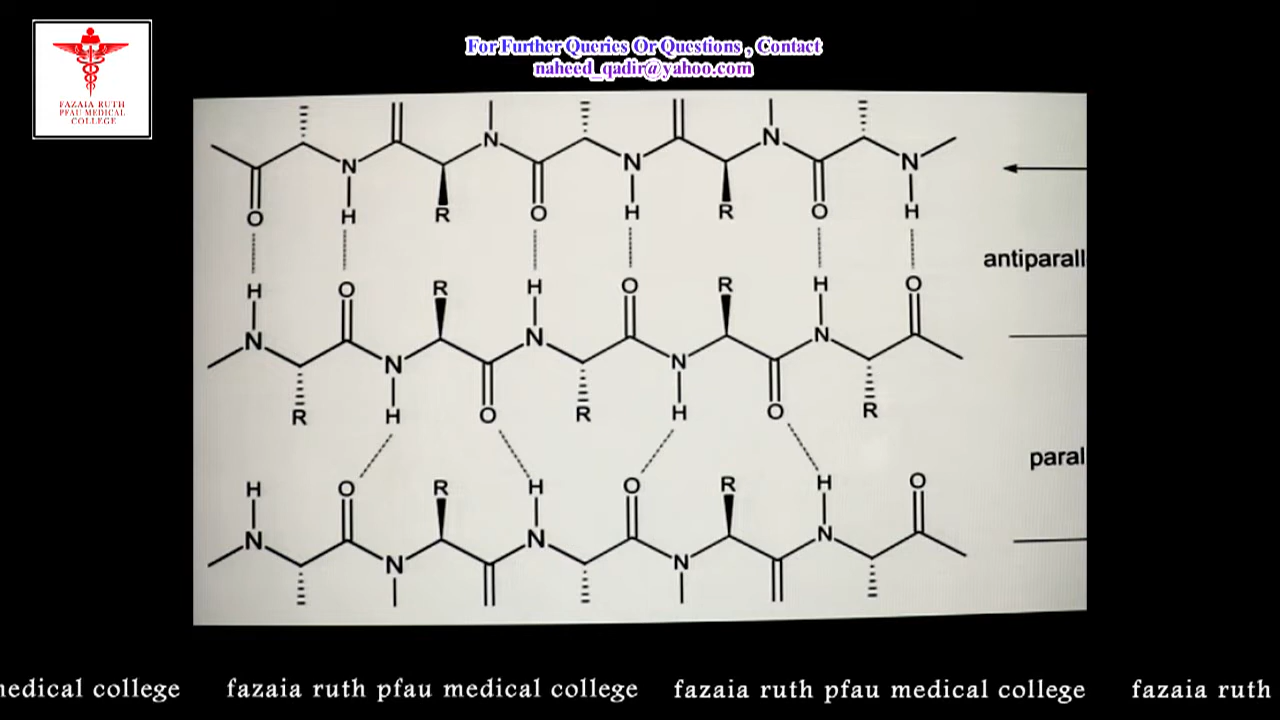 For Further Queries Or Questions , Contact
naheed_qadir@yahoo.com
FAZAIA RUTH
PFAU MEDICAL
COLLEGE
N N N N
O H R O H R O H
antiparall
H O R H O R H O
N N N N N
R H O R H O R
paral
H O R H O R H O
N N N N N
medical college fazaia ruth pfau medical college fazaia ruth pfau medical college fazaia ruth